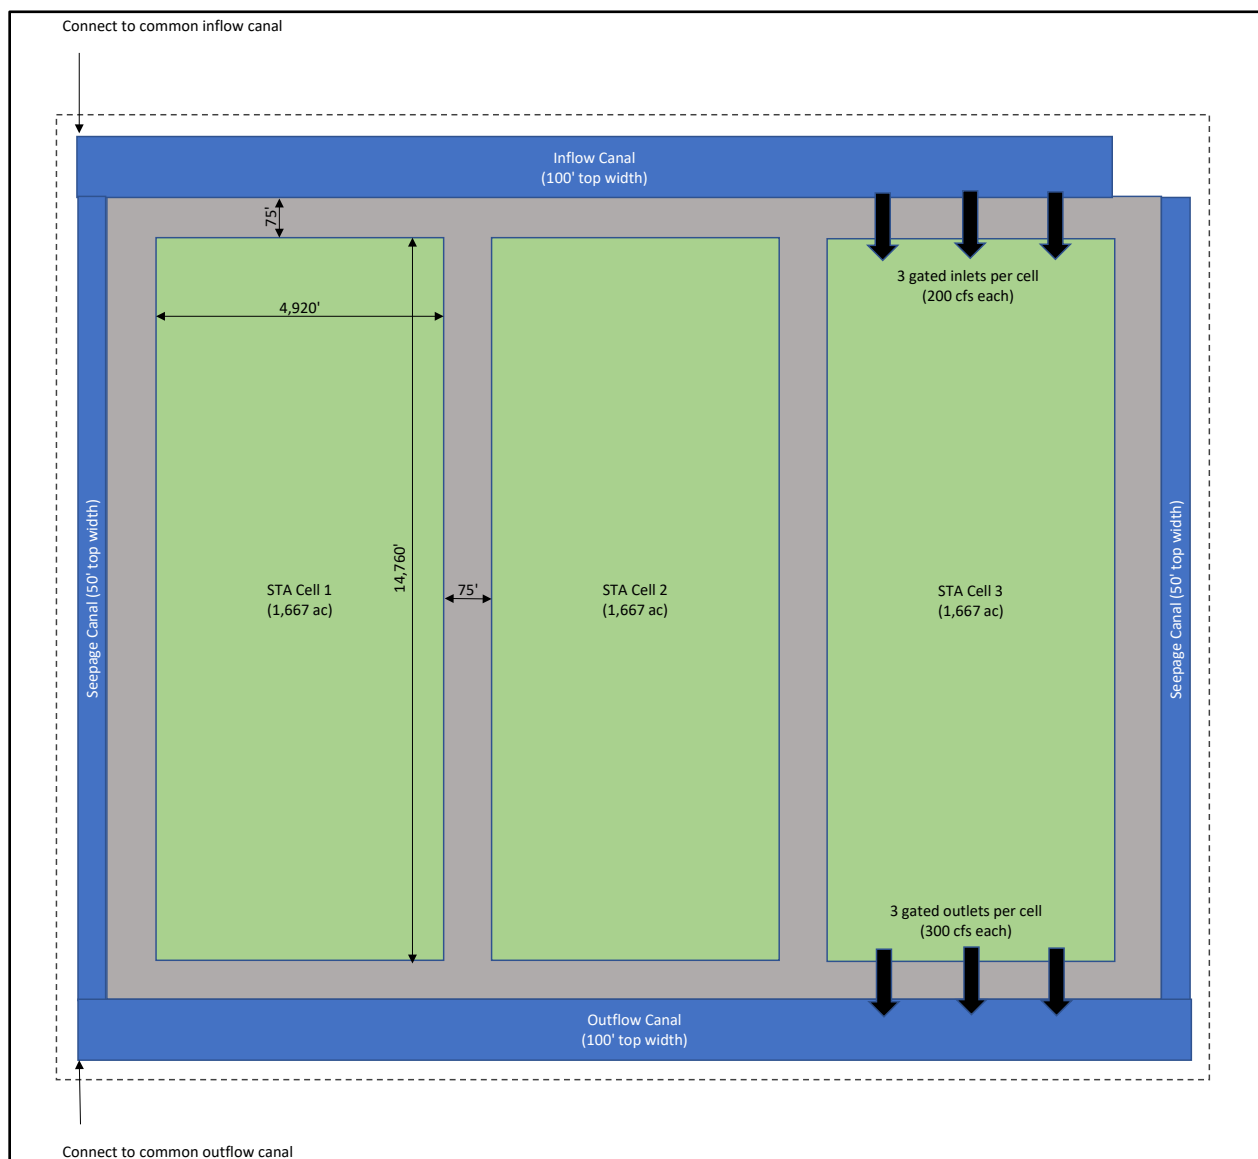 Connect to common inflow canal
Inflow Canal
(100' top width)
75'
3 gated inlets per cell
(200 cfs each)
4,920'
14,760'
75'
Seepage Canal (50' top width)
STA Cell 1
(1,667 ac)
STA Cell 2
(1,667 ac)
STA Cell 3
(1,667 ac)
Seepage Canal (50' top width)
3 gated outlets per cell
(300 cfs each)
Outflow Canal
(100' top width)
Connect to common outflow canal